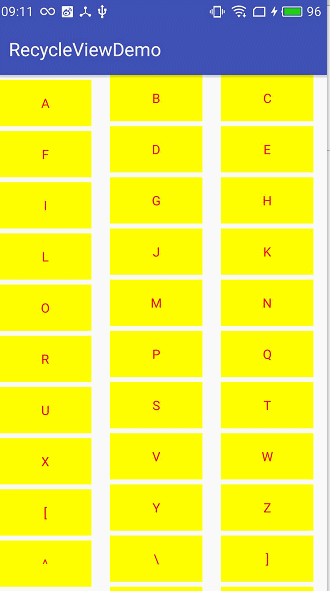 09:11 96
RecycleViewDemo
A B C
F D E
I G H
L J K
O M N
R P Q
U S T
X V W
[ Y Z
^ \ ]